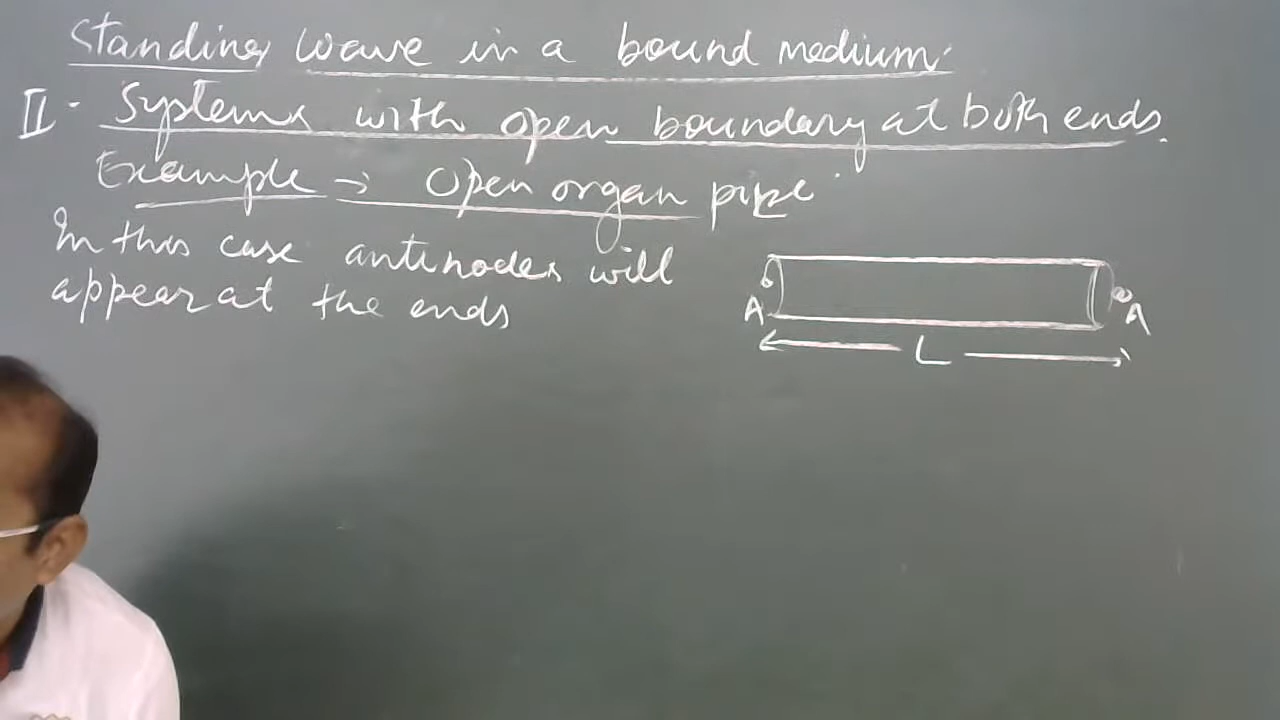 Standing wave in a bound medium.
II. Systems with open boundary at both ends.
Example → Open organ pipe
In this case antinodes will
appear at the ends
A A
L